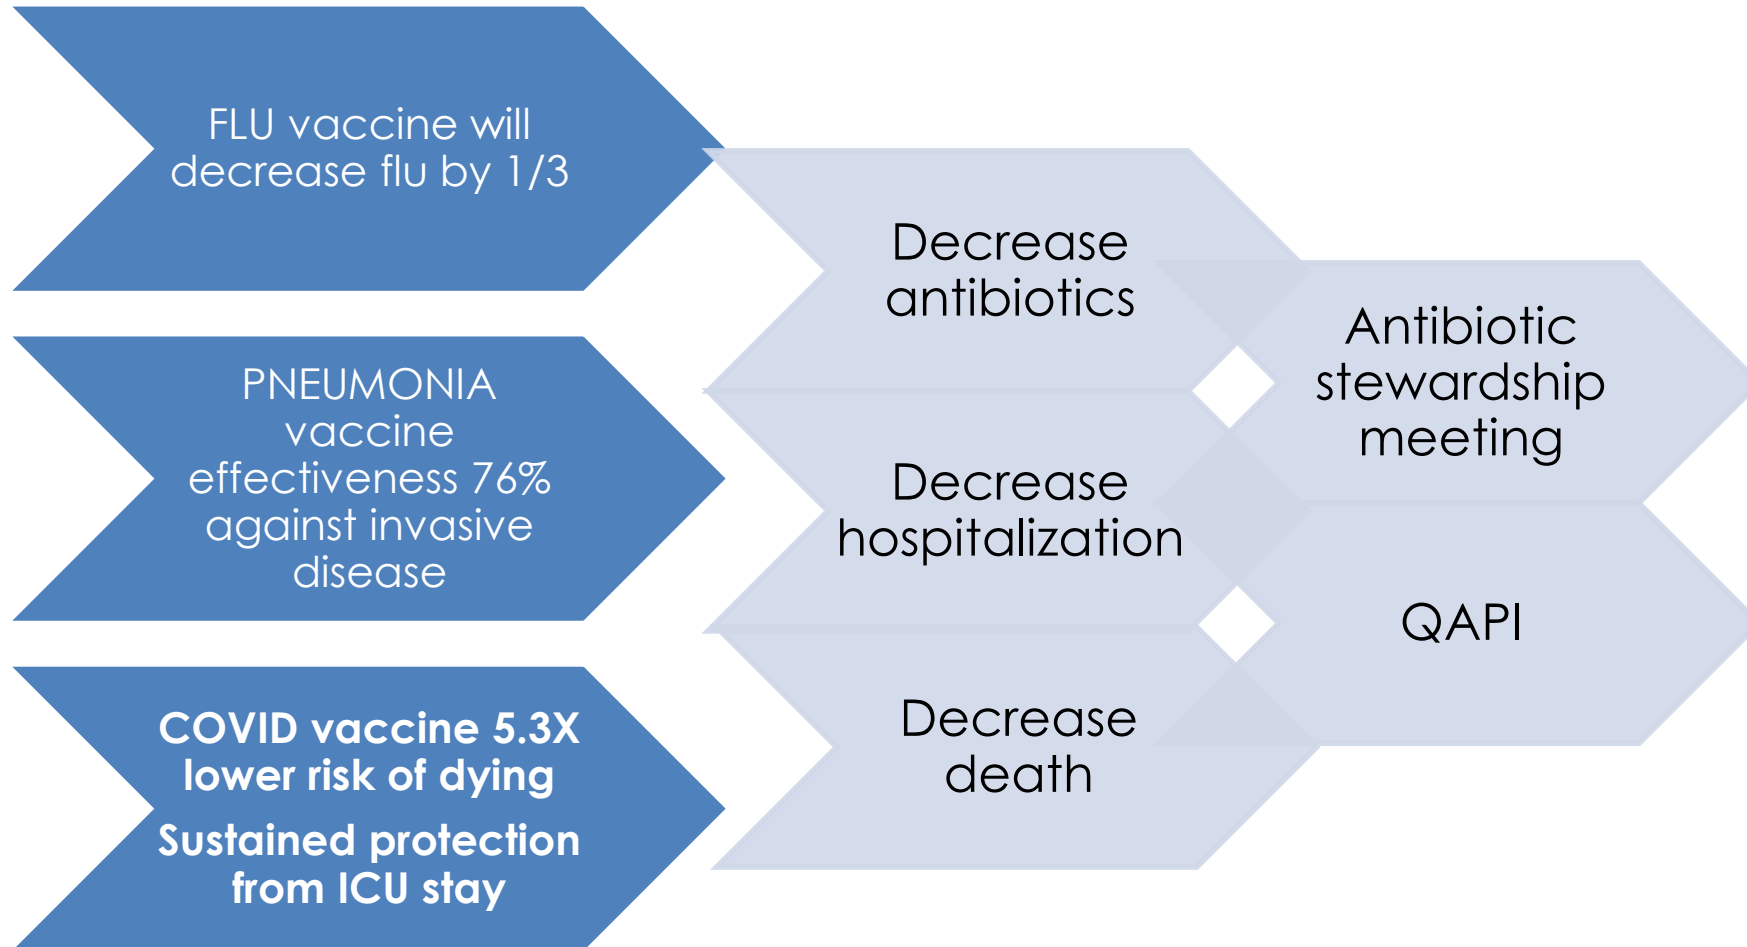 FLU vaccine will
decrease flu by 1/3
PNEUMONIA
vaccine
effectiveness 76%
against invasive
disease
COVID vaccine 5.3X
lower risk of dying
Sustained protection
from ICU stay
Decrease
antibiotics
Decrease
hospitalization
Decrease
death
Antibiotic
stewardship
meeting
QAPI